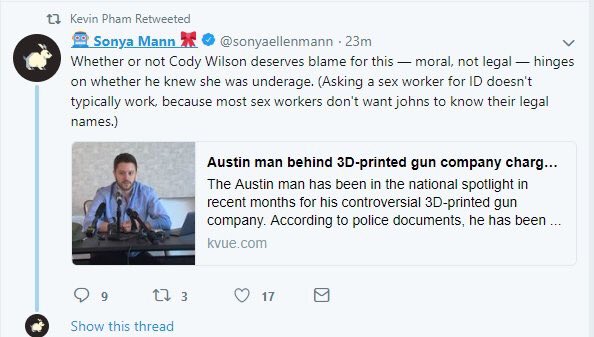 Kevin Pham Retweeted
Sonya Mann @sonyaellenmann · 23m
Whether or not Cody Wilson deserves blame for this — moral, not legal — hinges
on whether he knew she was underage. (Asking a sex worker for ID doesn't
typically work, because most sex workers don't want johns to know their legal
names.)
Austin man behind 3D-printed gun company charg...
The Austin man has been in the national spotlight in
recent months for his controversial 3D-printed gun
company. According to police documents, he has been ...
kvue.com
9 3 17
Show this thread